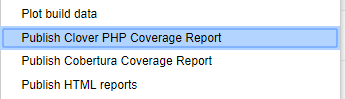 Plot build data
Publish Clover PHP Coverage Report
Publish Cobertura Coverage Report
Publish HTML reports